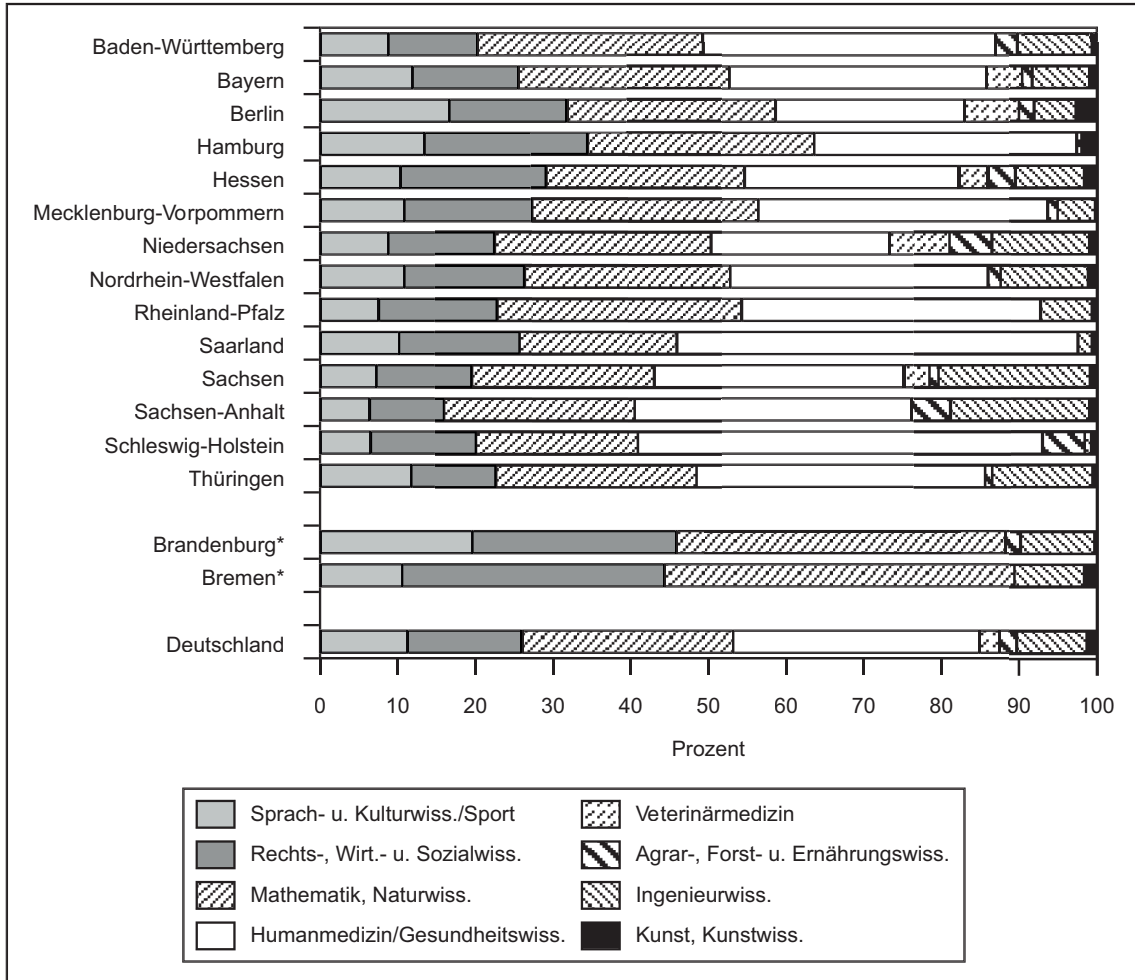 Baden-Württemberg
Bayern
Berlin
Hamburg
Hessen
Mecklenburg-Vorpommern
Niedersachsen
Nordrhein-Westfalen
Rheinland-Pfalz
Saarland
Sachsen
Sachsen-Anhalt
Schleswig-Holstein
Thüringen
Brandenburg*
Bremen*
Deutschland
0 10 20 30 40 50 60 70 80 90 100
Prozent
Sprach- u. Kulturwiss./Sport
Rechts-, Wirt.- u. Sozialwiss.
Mathematik, Naturwiss.
Humanmedizin/Gesundheitswiss.
Veterinärmedizin
Agrar-, Forst- u. Ernährungswiss.
Ingenieurwiss.
Kunst, Kunstwiss.